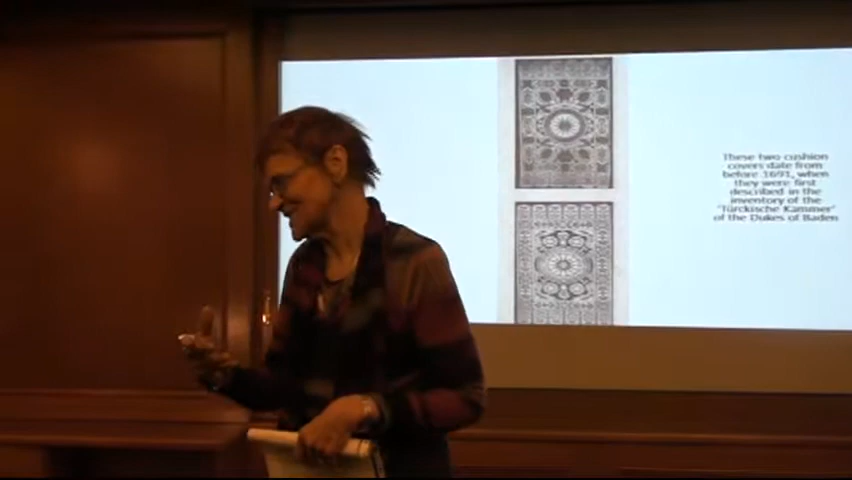 These two cushion
covers date from
before 1691, when
they were first
described in the
inventory of the
"Türckische Kammer"
of the Dukes of Baden